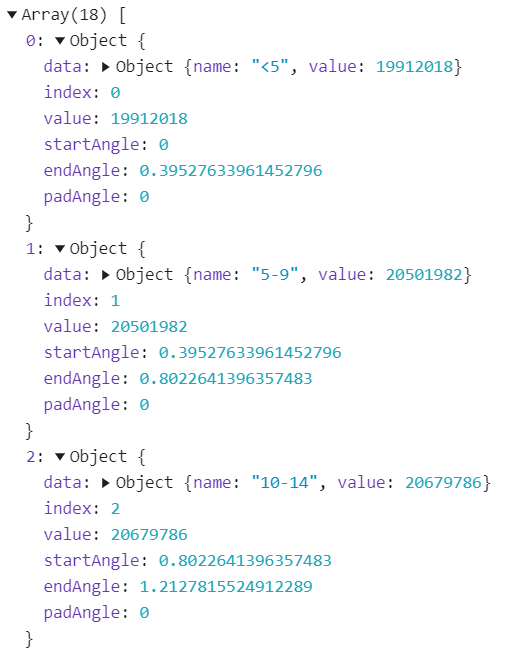 ▼Array(18) [
0: ▼Object {
data: ▶Object {name: "<5", value: 19912018}
index: 0
value: 19912018
startAngle: 0
endAngle: 0.39527633961452796
padAngle: 0
}
1: ▼Object {
data: ▶Object {name: "5-9", value: 20501982}
index: 1
value: 20501982
startAngle: 0.39527633961452796
endAngle: 0.8022641396357483
padAngle: 0
}
2: ▼Object {
data: ▶Object {name: "10-14", value: 20679786}
index: 2
value: 20679786
startAngle: 0.8022641396357483
endAngle: 1.2127815524912289
padAngle: 0
}